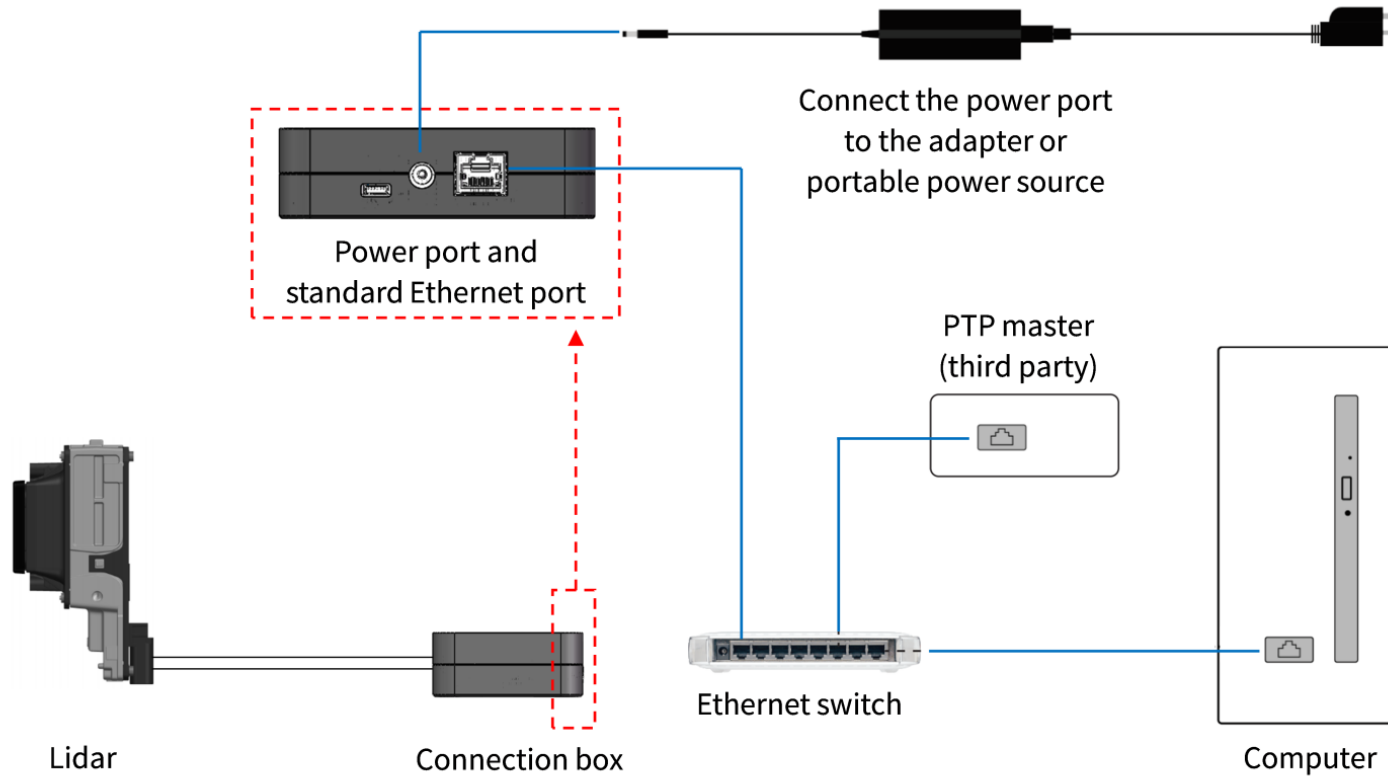 Connect the power port
to the adapter or
portable power source
Power port and
standard Ethernet port
PTP master
(third party)
Ethernet switch
Lidar
Connection box
Computer